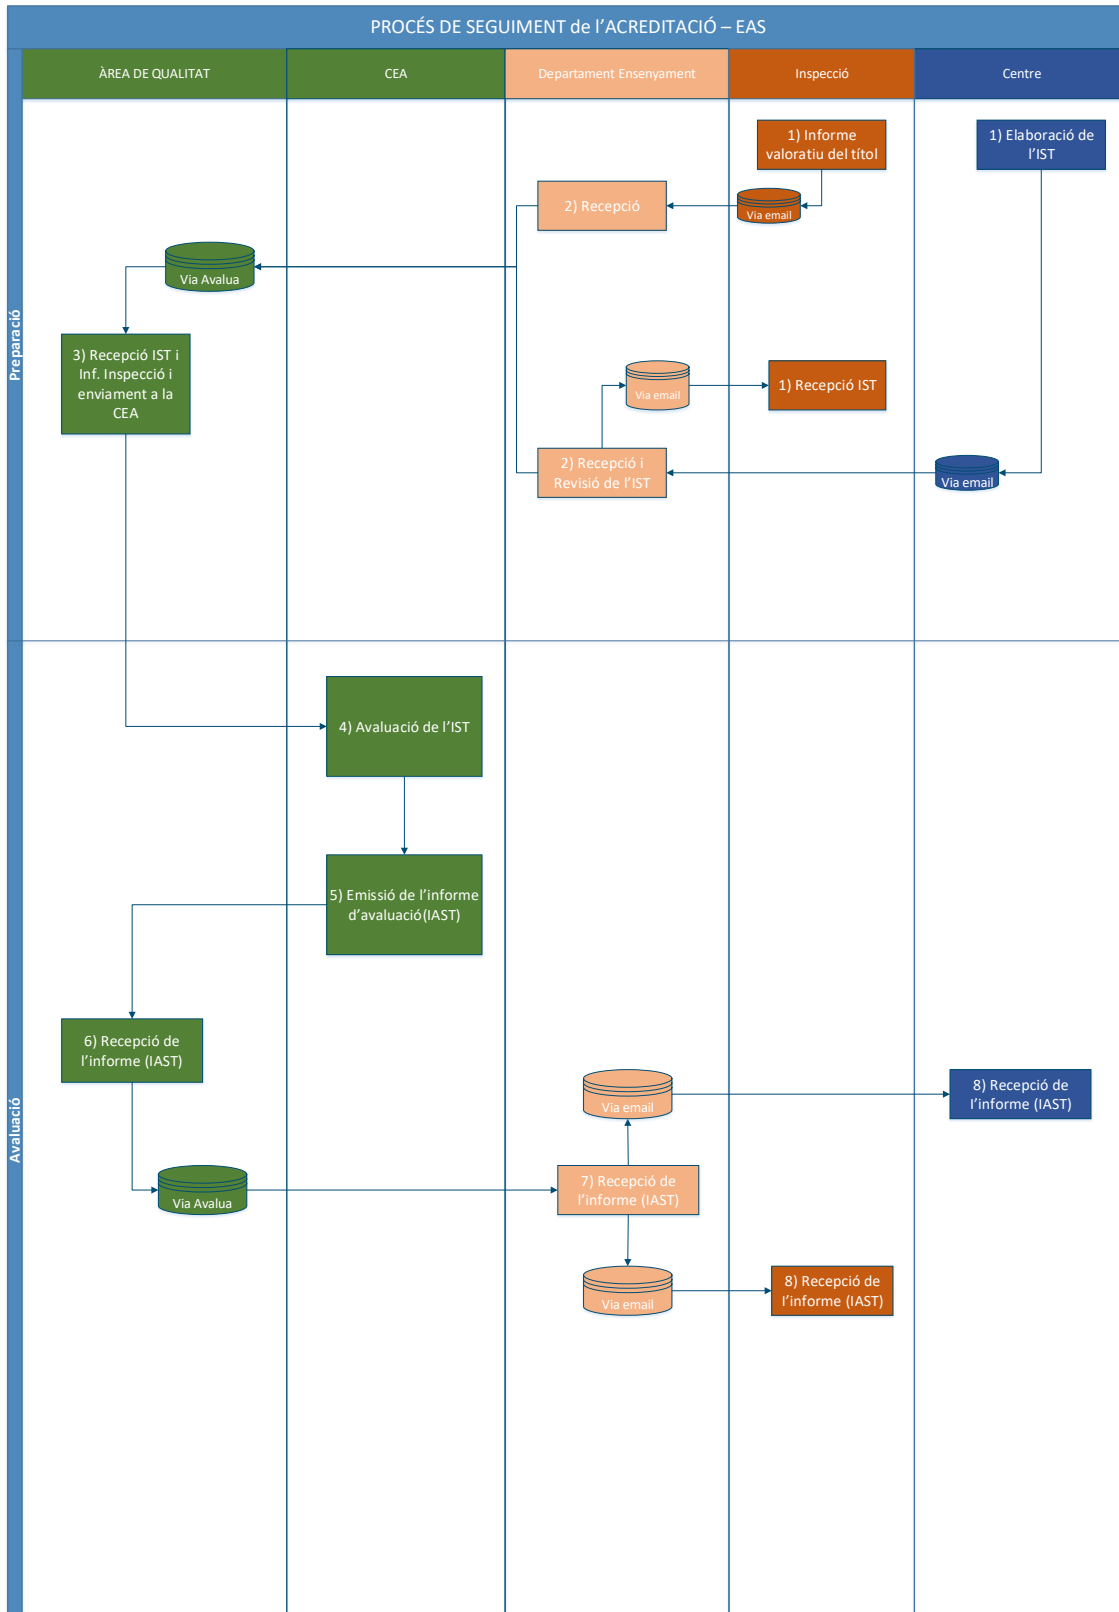 PROCÉS DE SEGUIMENT de l'ACREDITACIÓ – EAS
ÀREA DE QUALITAT
CEA
Departament Ensenyament
Inspecció
Centre
Preparació
1) Informe
valoratiu del títol
1) Elaboració de
l'IST
2) Recepció
Via email
Via Avalua
3) Recepció IST i
Inf. Inspecció i
enviament a la
CEA
Via email
1) Recepció IST
2) Recepció i
Revisió de l'IST
Via email
Avaluació
4) Avaluació de l'IST
5) Emissió de l'informe
d'avaluació(IAST)
6) Recepció de
l'informe (IAST)
Via email
8) Recepció de
l'informe (IAST)
Via Avalua
7) Recepció de
l'informe (IAST)
Via email
8) Recepció de
l'informe (IAST)